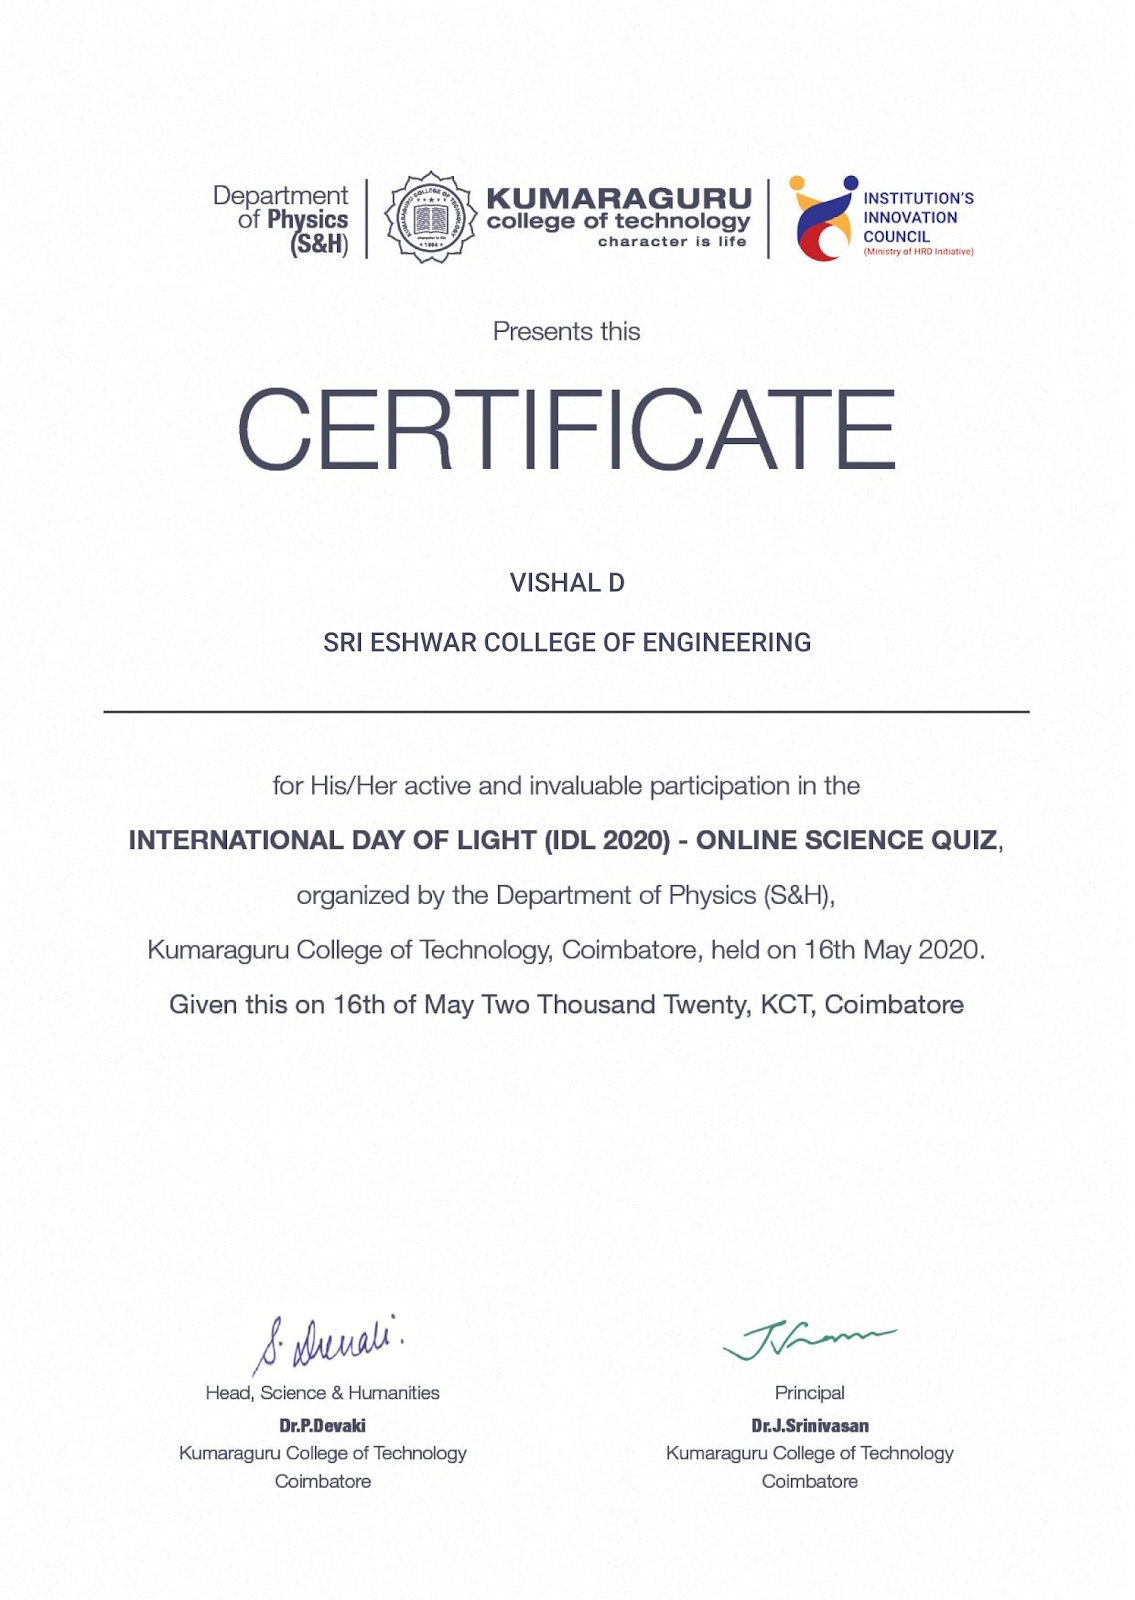 Department
of Physics
(S&H)
KUMARAGURU COLLEGE OF TECHNOLOGY
character is life
1984
KUMARAGURU
college of technology
character is life
INSTITUTION'S
INNOVATION
COUNCIL
(Ministry of HRD Initiative)
Presents this
CERTIFICATE
VISHAL D
SRI ESHWAR COLLEGE OF ENGINEERING
for His/Her active and invaluable participation in the
INTERNATIONAL DAY OF LIGHT (IDL 2020) - ONLINE SCIENCE QUIZ,
organized by the Department of Physics (S&H),
Kumaraguru College of Technology, Coimbatore, held on 16th May 2020.
Given this on 16th of May Two Thousand Twenty, KCT, Coimbatore
Head, Science & Humanities
Dr.P.Devaki
Kumaraguru College of Technology
Coimbatore
Principal
Dr.J.Srinivasan
Kumaraguru College of Technology
Coimbatore